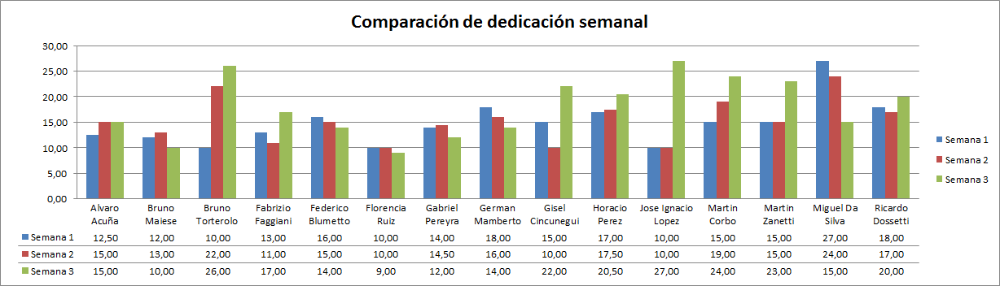 Comparación de dedicación semanal
30,00
25,00
20,00
15,00
10,00
5,00
0,00
Alvaro Acuña
Bruno Maiese
Bruno Torterolo
Fabrizio Faggiani
Federico Blumetto
Florencia Ruiz
Gabriel Pereyra
German Mamberto
Gisel Cincunegui
Horacio Perez
Jose Ignacio Lopez
Martin Corbo
Martin Zanetti
Miguel Da Silva
Ricardo Dossetti
Semana 1 12,50 12,00 10,00 13,00 16,00 10,00 14,00 18,00 15,00 17,00 10,00 15,00 15,00 27,00 18,00
Semana 2 15,00 13,00 22,00 11,00 15,00 10,00 14,50 16,00 10,00 17,50 10,00 19,00 15,00 24,00 17,00
Semana 3 15,00 10,00 26,00 17,00 14,00 9,00 12,00 14,00 22,00 20,50 27,00 24,00 23,00 15,00 20,00
Semana 1
Semana 2
Semana 3